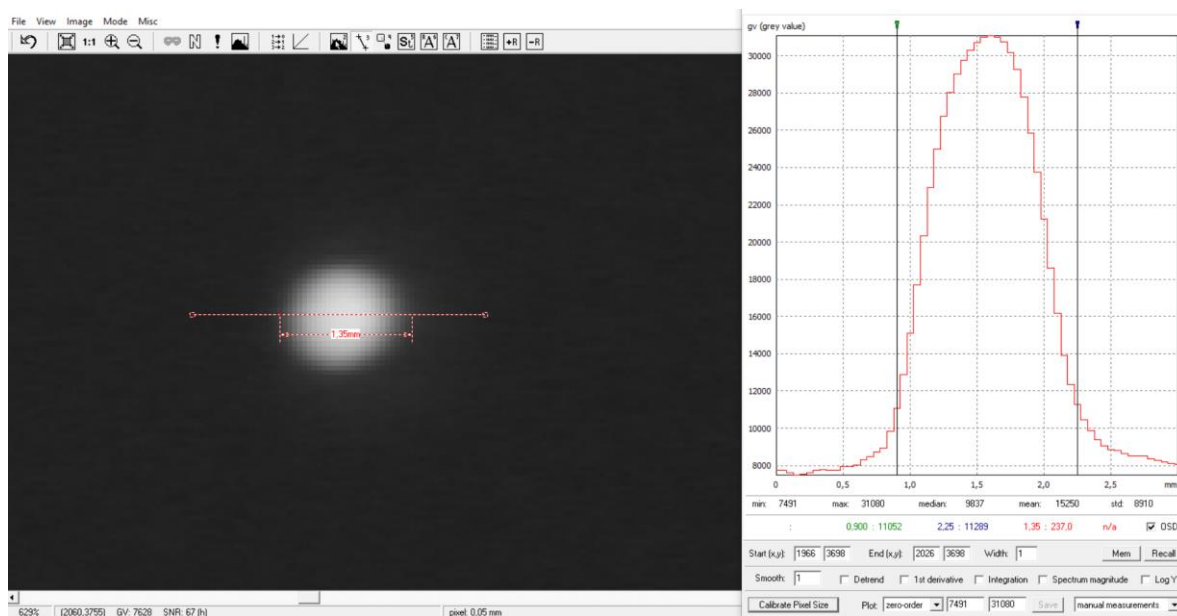 File View Image Mode Misc
1:1 N ! St A A +R -R
1,35mm
629% (2060,3755) GV: 7628 SNR: 67 (h) pixel: 0,05 mm
gv (grey value)
30000
28000
26000
24000
22000
20000
18000
16000
14000
12000
10000
8000
0 0,5 1,0 1,5 2,0 2,5 mm
min: 7491 max: 31080 median: 9837 mean: 15250 std: 8910
: 0,900 : 11052 2,25 : 11289 1,35 : 237,0 n/a OSD
Start (x,y): 1966 3698 End (x,y): 2026 3698 Width: 1 Mem Recall
Smooth: 1 Detrend 1st derivative Integration Spectrum magnitude Log Y
Calibrate Pixel Size Plot: zero-order 7491 31080 Save manual measurements